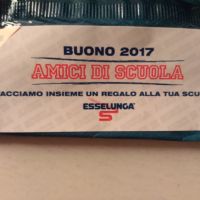 BUONO 2017
AMICI DI SCUOLA
ACCIAMO INSIEME UN REGALO ALLA TUA SCU
ESSELUNGA
S